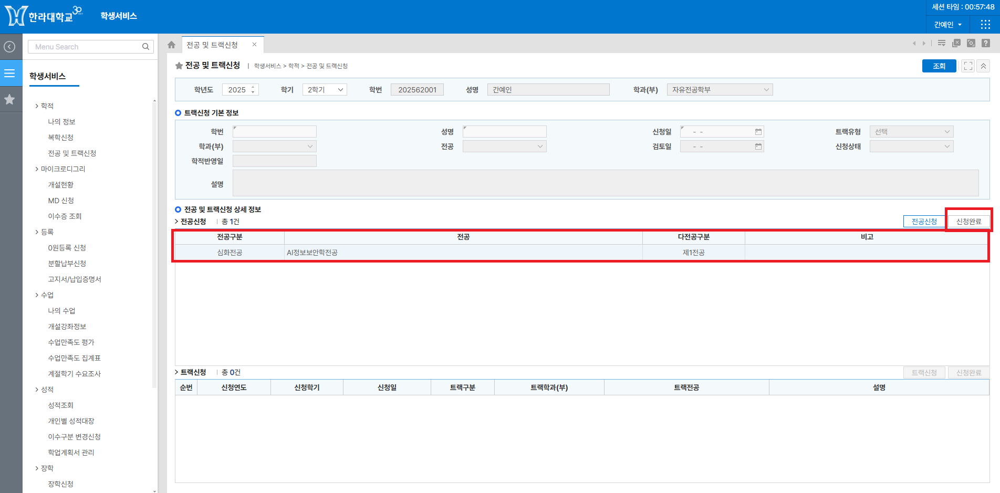 한라대학교 30
학생서비스
세션 타임 : 00:57:48
간예인
Menu Search
학생서비스
학적
나의 정보
복학신청
전공 및 트랙신청
마이크로디그리
개설현황
MD 신청
이수증 조회
등록
0원등록 신청
분할납부신청
고지서/납입증명서
수업
나의 수업
개설강좌정보
수업만족도 평가
수업만족도 집계표
계절학기 수요조사
성적
성적조회
개인별 성적대장
이수구분 변경신청
학업계획서 관리
장학
장학신청
전공 및 트랙신청
전공 및 트랙신청 | 학생서비스 > 학적 > 전공 및 트랙신청
조회
학년도 2025 학기 2학기 학번 202562001 성명 간예인 학과(부) 자유전공학부
트랙신청 기본 정보
학번 성명 신청일 - - 트랙유형 선택
학과(부) 전공 검토일 - - 신청상태
학적반영일
설명
전공 및 트랙신청 상세 정보
> 전공신청 | 총 1건 전공신청 신청완료
전공구분 전공 다전공구분 비고
심화전공 AI정보보안학전공 제1전공
> 트랙신청 | 총 0건 트랙신청 신청완료
순번 신청연도 신청학기 신청일 트랙구분 트랙학과(부) 트랙전공 설명